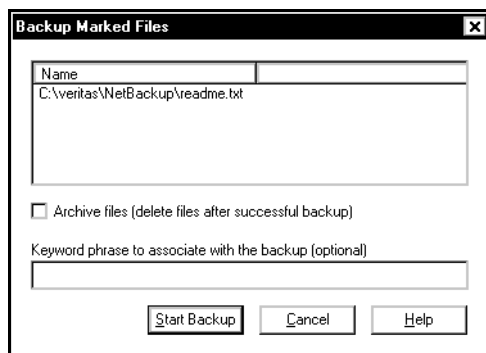 Backup Marked Files
Name
C:\veritas\NetBackup\readme.txt
Archive files (delete files after successful backup)
Keyword phrase to associate with the backup (optional)
Start Backup Cancel Help